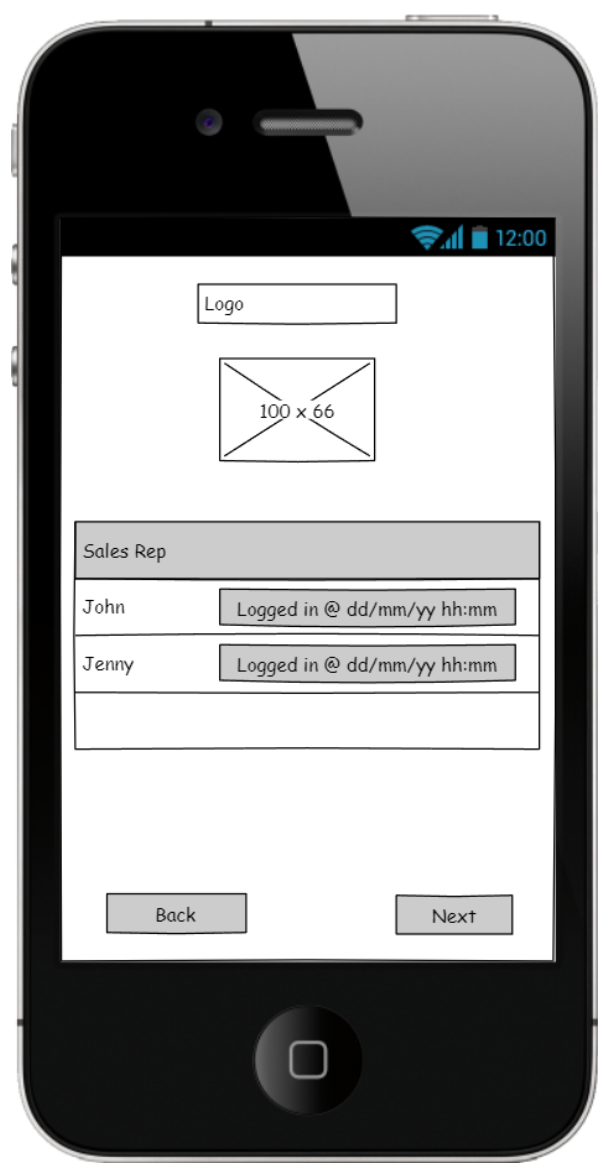 12:00
Logo
100 x 66
Sales Rep
John Logged in @ dd/mm/yy hh:mm
Jenny Logged in @ dd/mm/yy hh:mm
Back Next